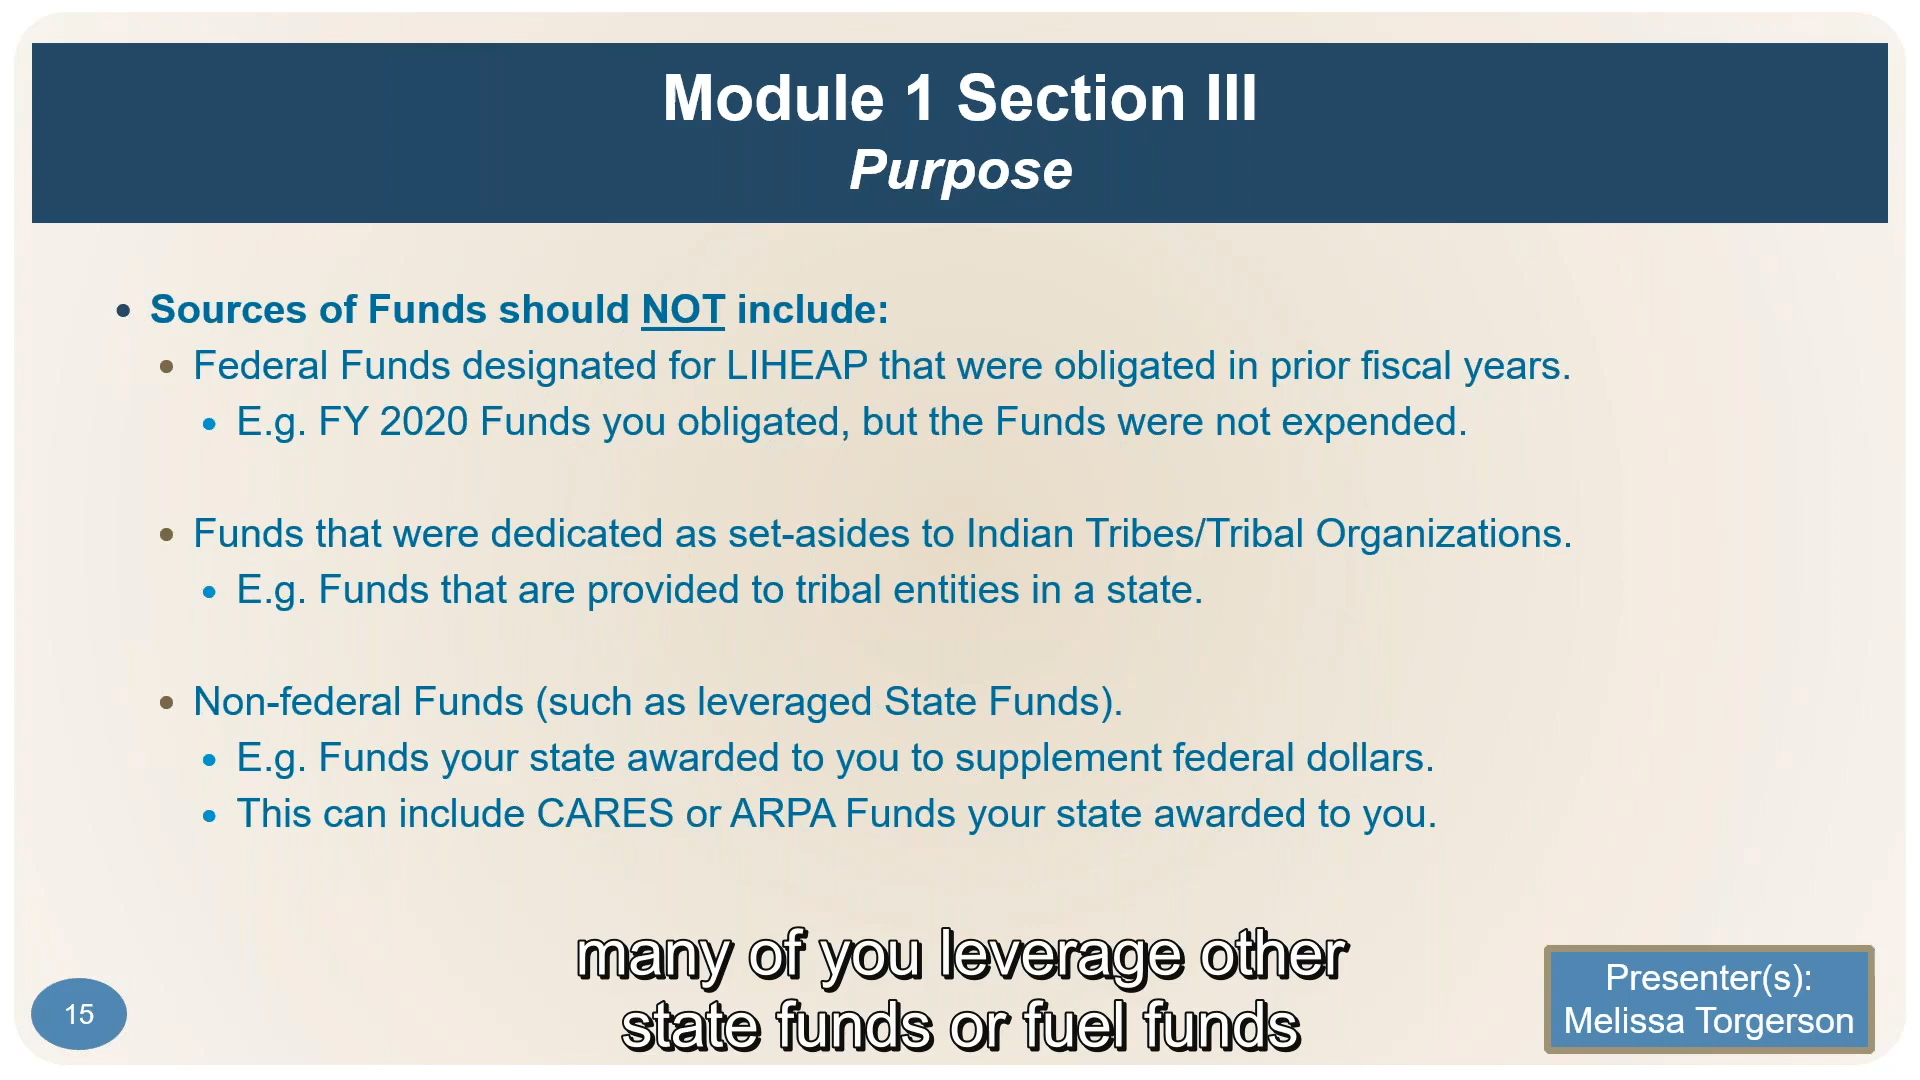 Module 1 Section III
Purpose
• Sources of Funds should NOT include:
• Federal Funds designated for LIHEAP that were obligated in prior fiscal years.
• E.g. FY 2020 Funds you obligated, but the Funds were not expended.
• Funds that were dedicated as set-asides to Indian Tribes/Tribal Organizations.
• E.g. Funds that are provided to tribal entities in a state.
• Non-federal Funds (such as leveraged State Funds).
• E.g. Funds your state awarded to you to supplement federal dollars.
• This can include CARES or ARPA Funds your state awarded to you.
many of you leverage other
state funds or fuel funds
15
Presenter(s):
Melissa Torgerson